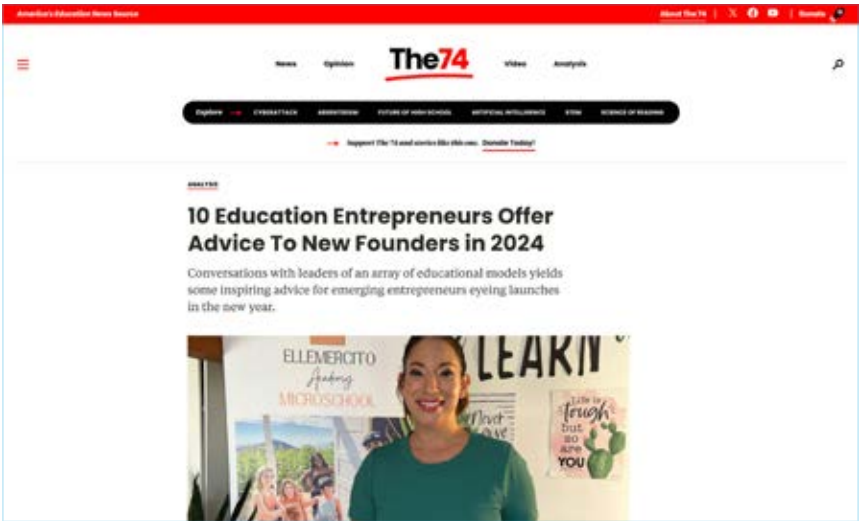 America's Education News Source
About The 74 | | Donate
News Opinion The74 Video Analysis
Explore → CYBERATTACK ABSENTEEISM FUTURE OF HIGH SCHOOL ARTIFICIAL INTELLIGENCE STEM SCIENCE OF READING
→ Support The 74 and stories like this one. Donate Today!
ANALYSIS
10 Education Entrepreneurs Offer
Advice To New Founders in 2024
Conversations with leaders of an array of educational models yields
some inspiring advice for emerging entrepreneurs eyeing launches
in the new year.
ELLEMERCITO
Academy
MICROSCHOOL
LEARN
Never
give
Life is
tough
but
so
are
YOU